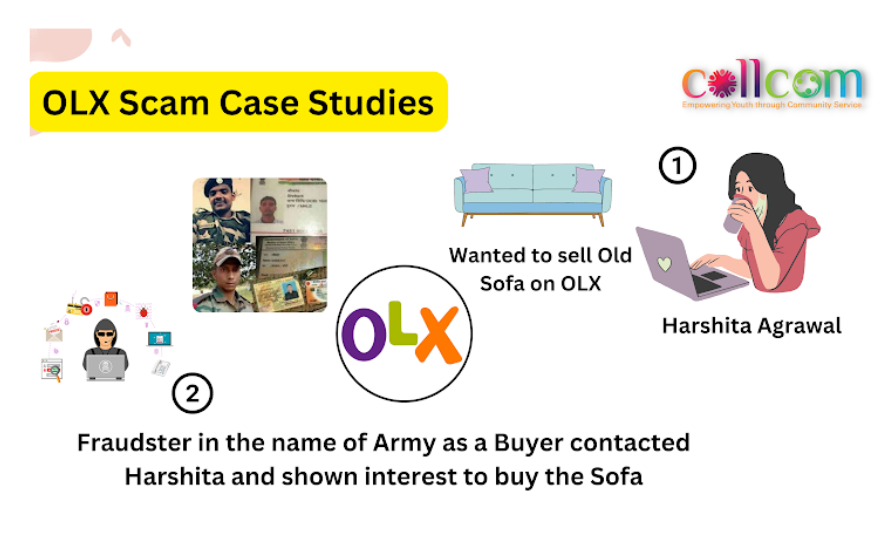 OLX Scam Case Studies
collcom
Empowering Youth through Community Service
1
Wanted to sell Old
Sofa on OLX
Harshita Agrawal
OLX
2
Fraudster in the name of Army as a Buyer contacted
Harshita and shown interest to buy the Sofa